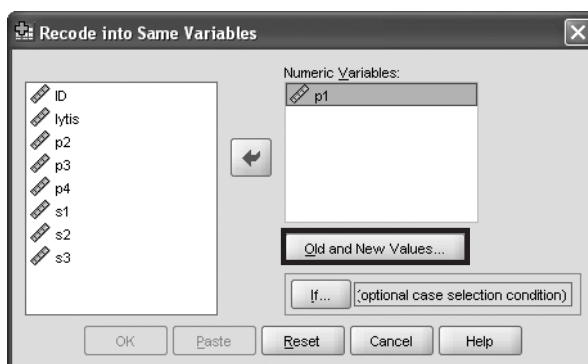 Recode into Same Variables
ID
lytis
p2
p3
p4
s1
s2
s3
Numeric Variables:
p1
Old and New Values...
If... (optional case selection condition)
OK Paste Reset Cancel Help